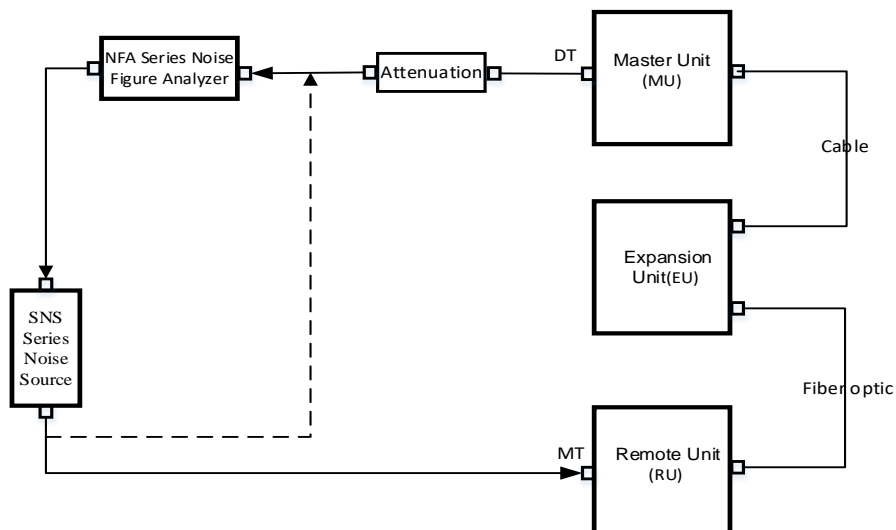 NFA Series Noise
Figure Analyzer
Attenuation
DT
Master Unit
(MU)
Cable
Expansion
Unit(EU)
SNS
Series
Noise
Source
Fiber optic
MT
Remote Unit
(RU)